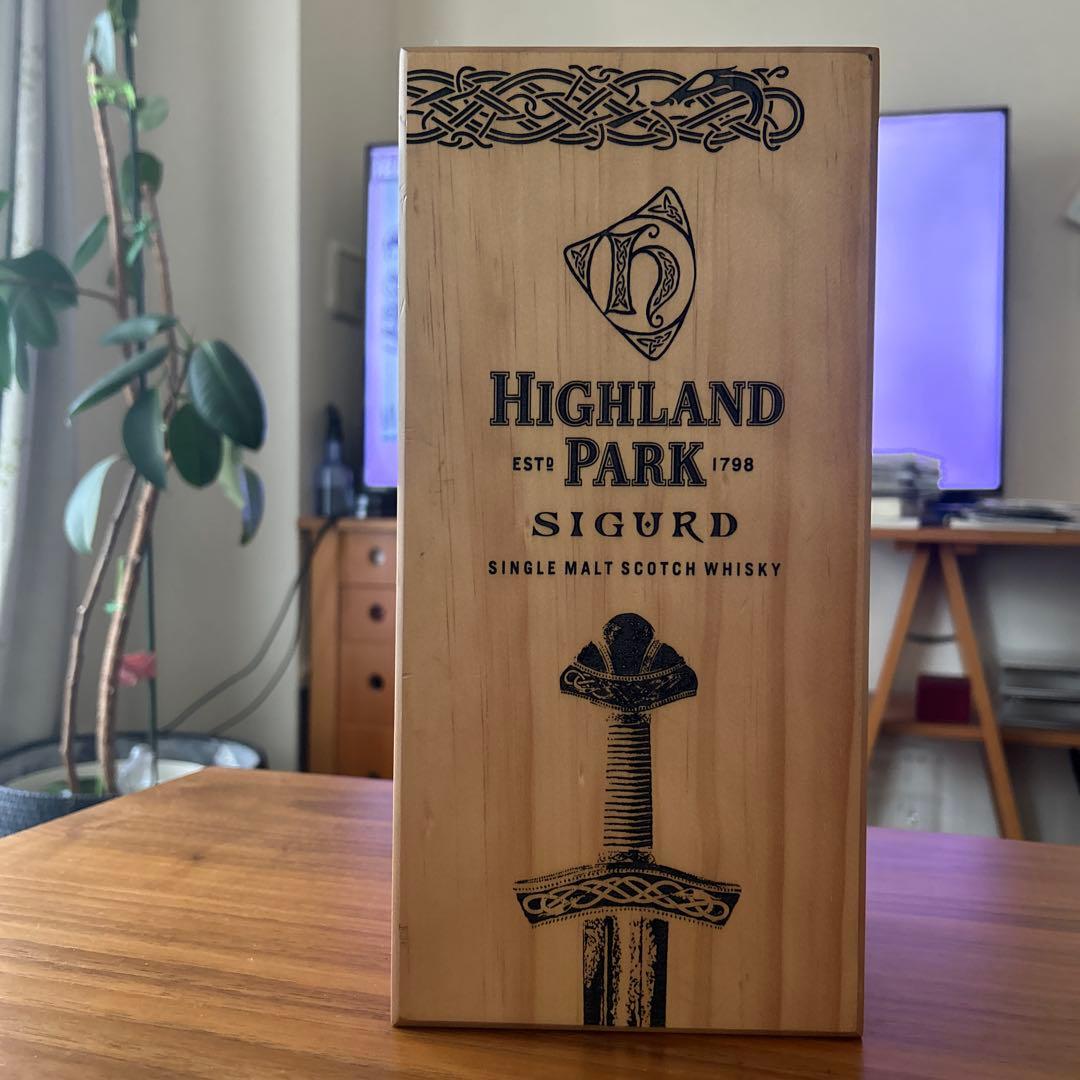 H
HIGHLAND
ESTD PARK 1798
SIGURD
SINGLE MALT SCOTCH WHISKY